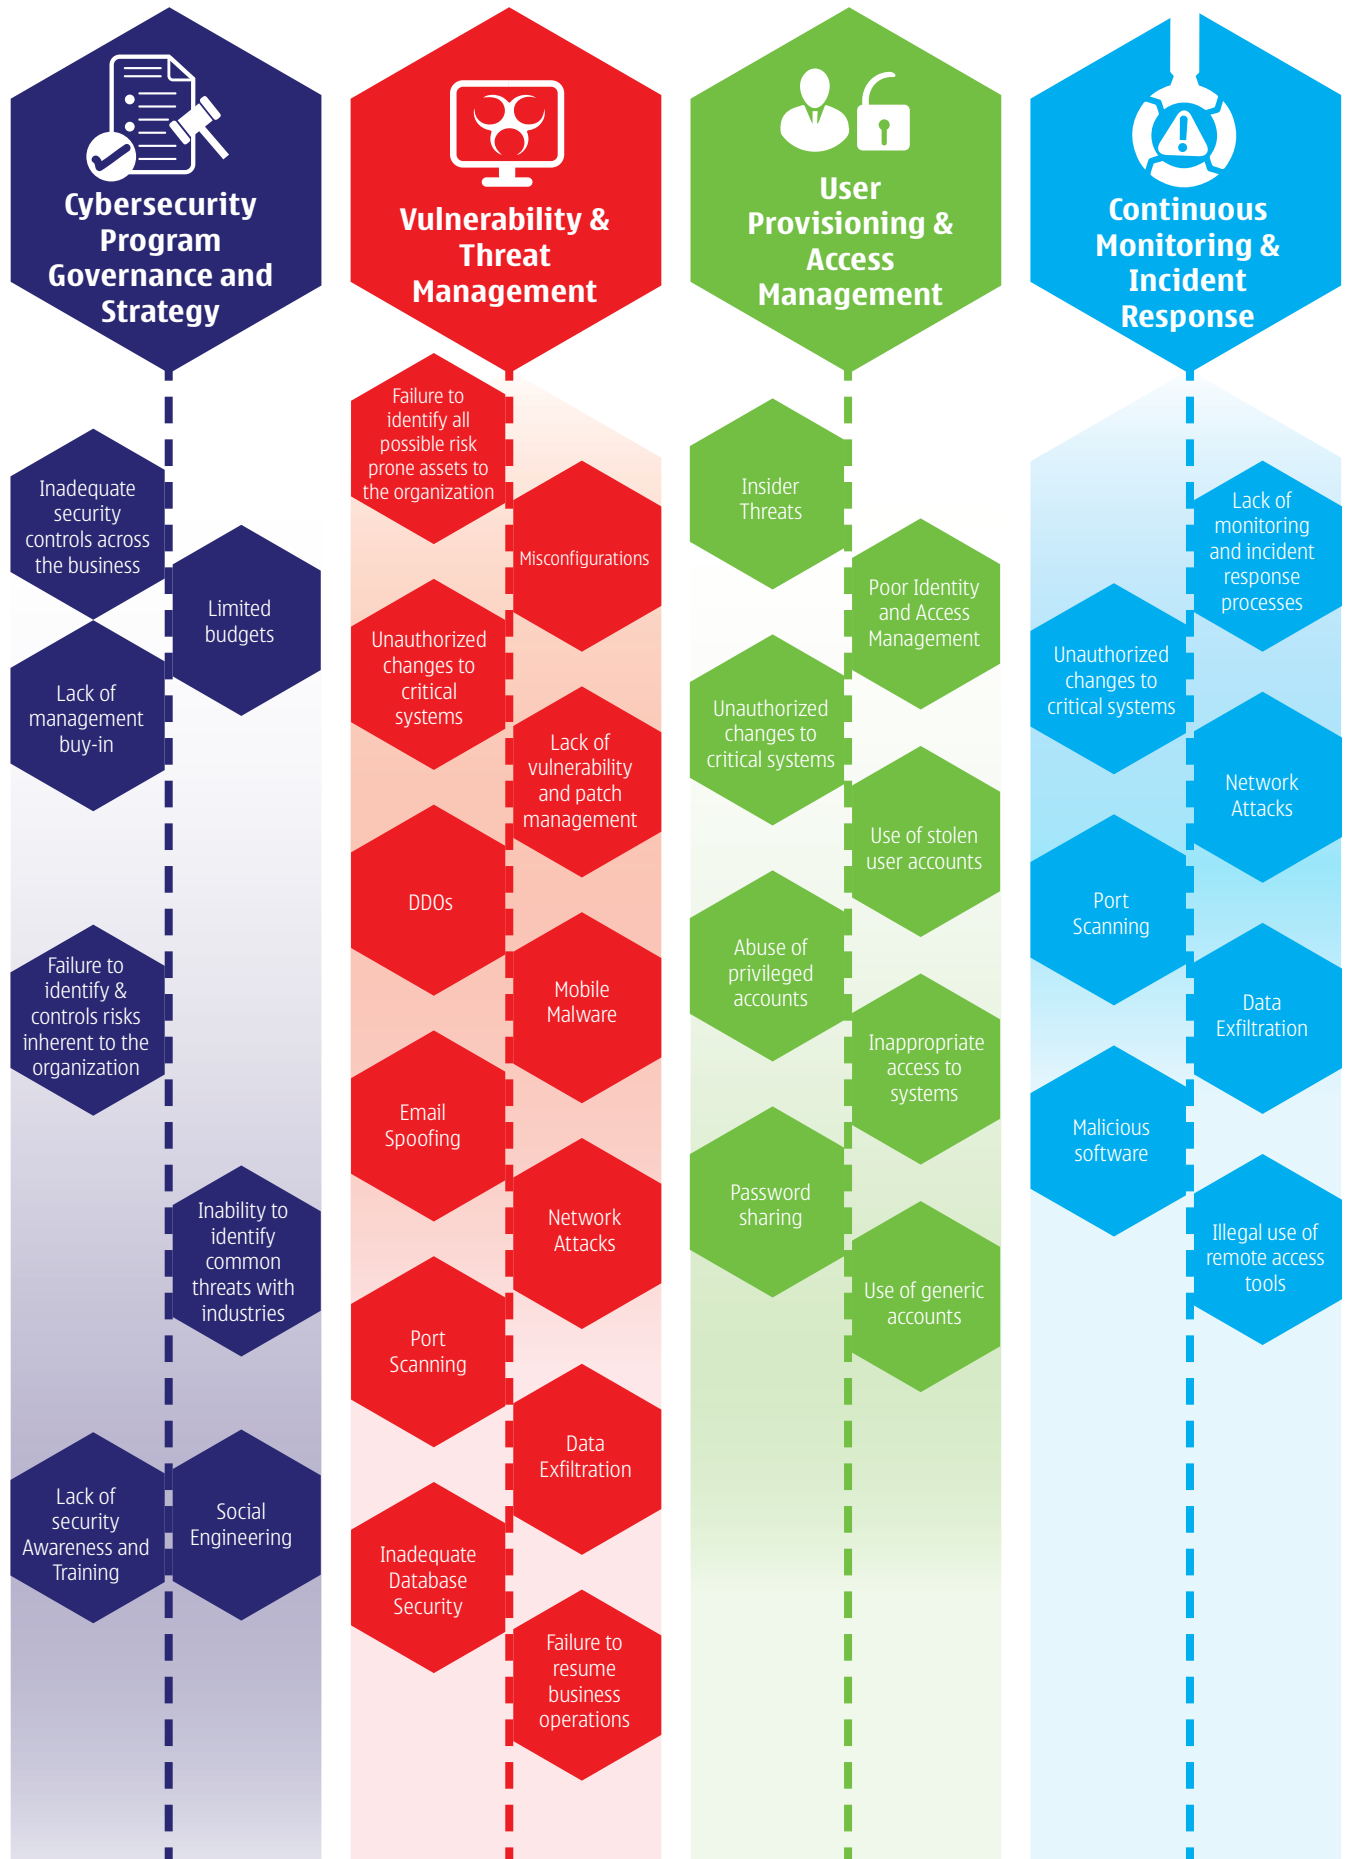 Cybersecurity
Program
Governance and
Strategy
Inadequate
security
controls across
the business
Limited
budgets
Lack of
management
buy-in
Failure to
identify &
controls risks
inherent to the
organization
Inability to
identify
common
threats with
industries
Lack of
security
Awareness and
Training
Social
Engineering
Vulnerability &
Threat
Management
Failure to
identify all
possible risk
prone assets to
the organization
Misconfigurations
Unauthorized
changes to
critical
systems
Lack of
vulnerability
and patch
management
DDOs
Mobile
Malware
Email
Spoofing
Network
Attacks
Port
Scanning
Data
Exfiltration
Inadequate
Database
Security
Failure to
resume
business
operations
User
Provisioning &
Access
Management
Insider
Threats
Poor Identity
and Access
Management
Unauthorized
changes to
critical systems
Use of stolen
user accounts
Abuse of
privileged
accounts
Inappropriate
access to
systems
Password
sharing
Use of generic
accounts
Continuous
Monitoring &
Incident
Response
Lack of
monitoring
and incident
response
processes
Unauthorized
changes to
critical systems
Network
Attacks
Port
Scanning
Data
Exfiltration
Malicious
software
Illegal use of
remote access
tools